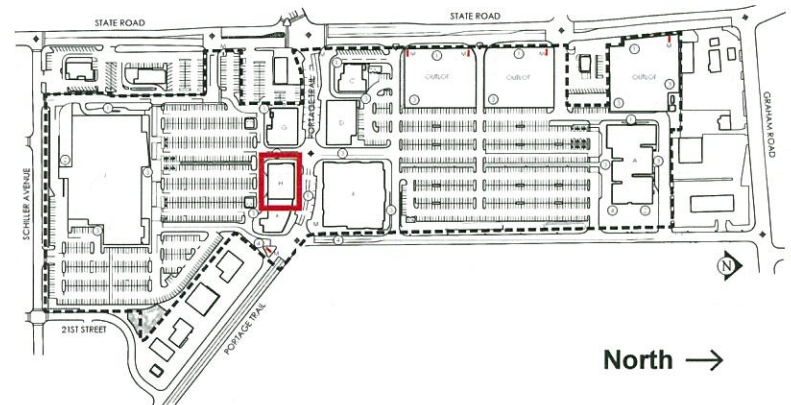 STATE ROAD
STATE ROAD
PORTAGE TRAIL
GRAHAM ROAD
SCHILLER AVENUE
OUTLOT
OUTLOT
OUTLOT
C
D
G
H
A
J
M
M
M
M
N
21ST STREET
PORTAGE TRAIL
North